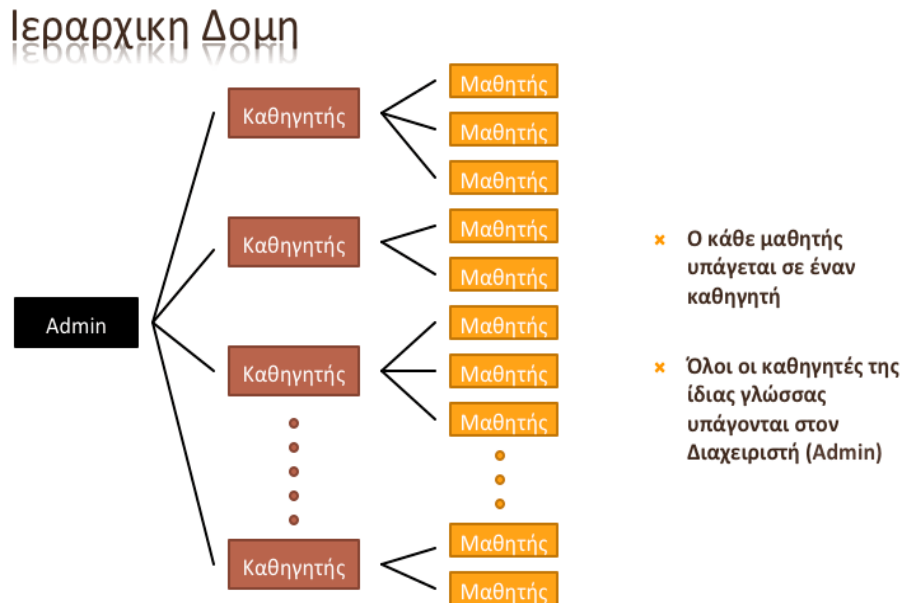 Ιεραρχικη Δομη
Admin
Καθηγητής
Καθηγητής
Καθηγητής
Καθηγητής
Μαθητής
Μαθητής
Μαθητής
Μαθητής
Μαθητής
Μαθητής
Μαθητής
Μαθητής
Μαθητής
Μαθητής
Ο κάθε μαθητής
υπάγεται σε έναν
καθηγητή
Όλοι οι καθηγητές της
ίδιας γλώσσας
υπάγονται στον
Διαχειριστή (Admin)